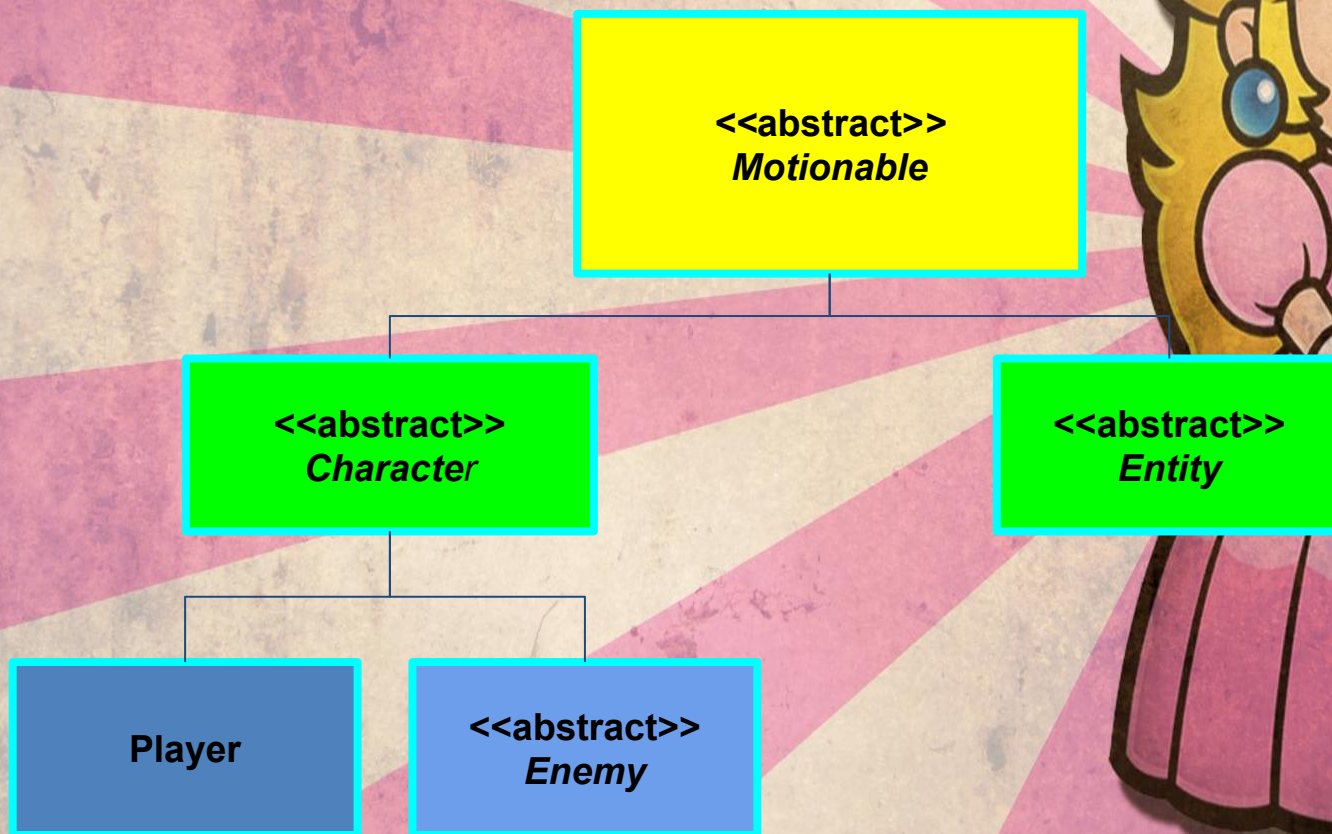 <<abstract>>
Motionable
<<abstract>>
Character
<<abstract>>
Entity
Player
<<abstract>>
Enemy